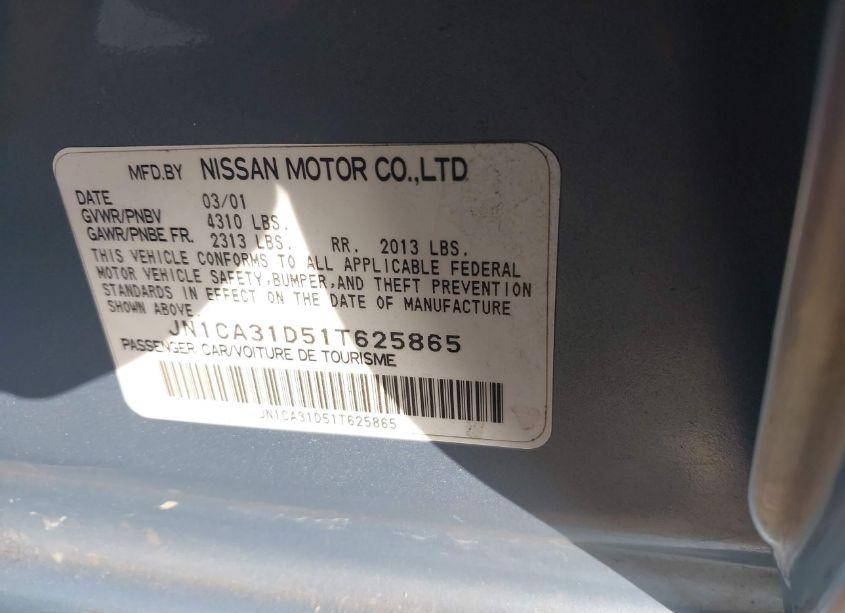 MFD.BY NISSAN MOTOR CO.,LTD
DATE 03/01
GVWR/PNBV 4310 LBS.
GAWR/PNBE FR. 2313 LBS. RR. 2013 LBS.
THIS VEHICLE CONFORMS TO ALL APPLICABLE FEDERAL
MOTOR VEHICLE SAFETY,BUMPER,AND THEFT PREVENTION
STANDARDS IN EFFECT ON THE DATE OF MANUFACTURE
SHOWN ABOVE.
JN1CA31D51T625865
PASSENGER CAR/VOITURE DE TOURISME
JN1CA31D51T625865